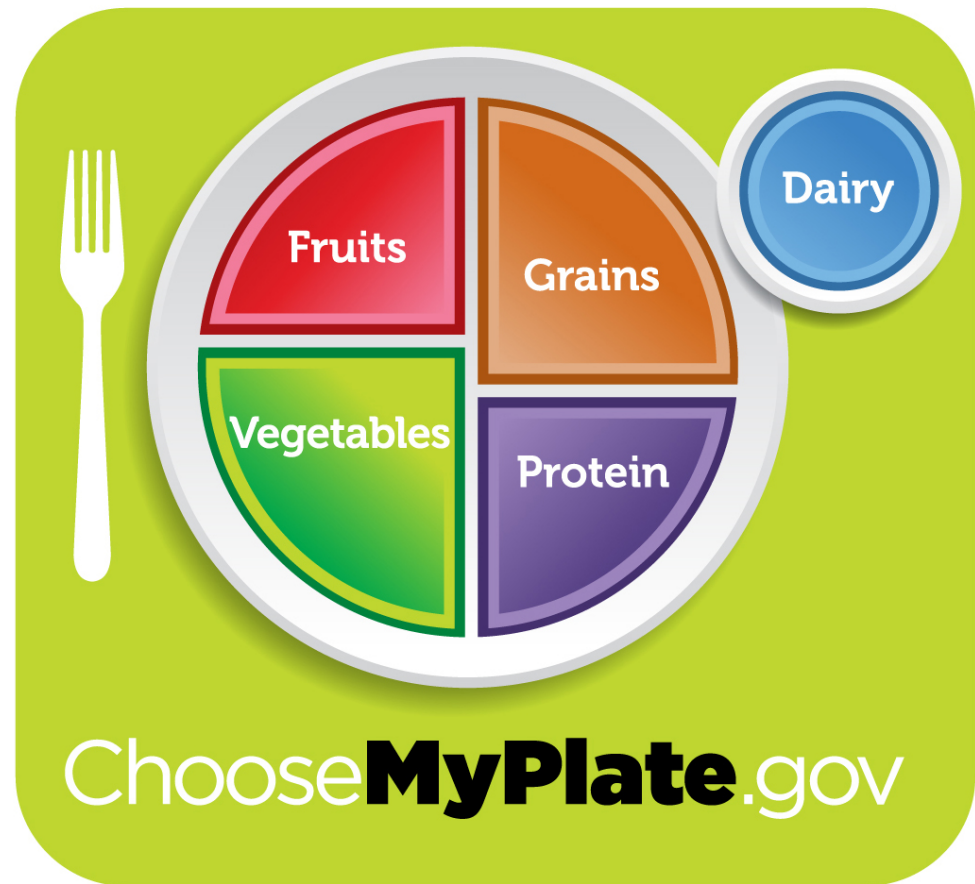 Dairy
Fruits
Grains
Vegetables
Protein
ChooseMyPlate.gov